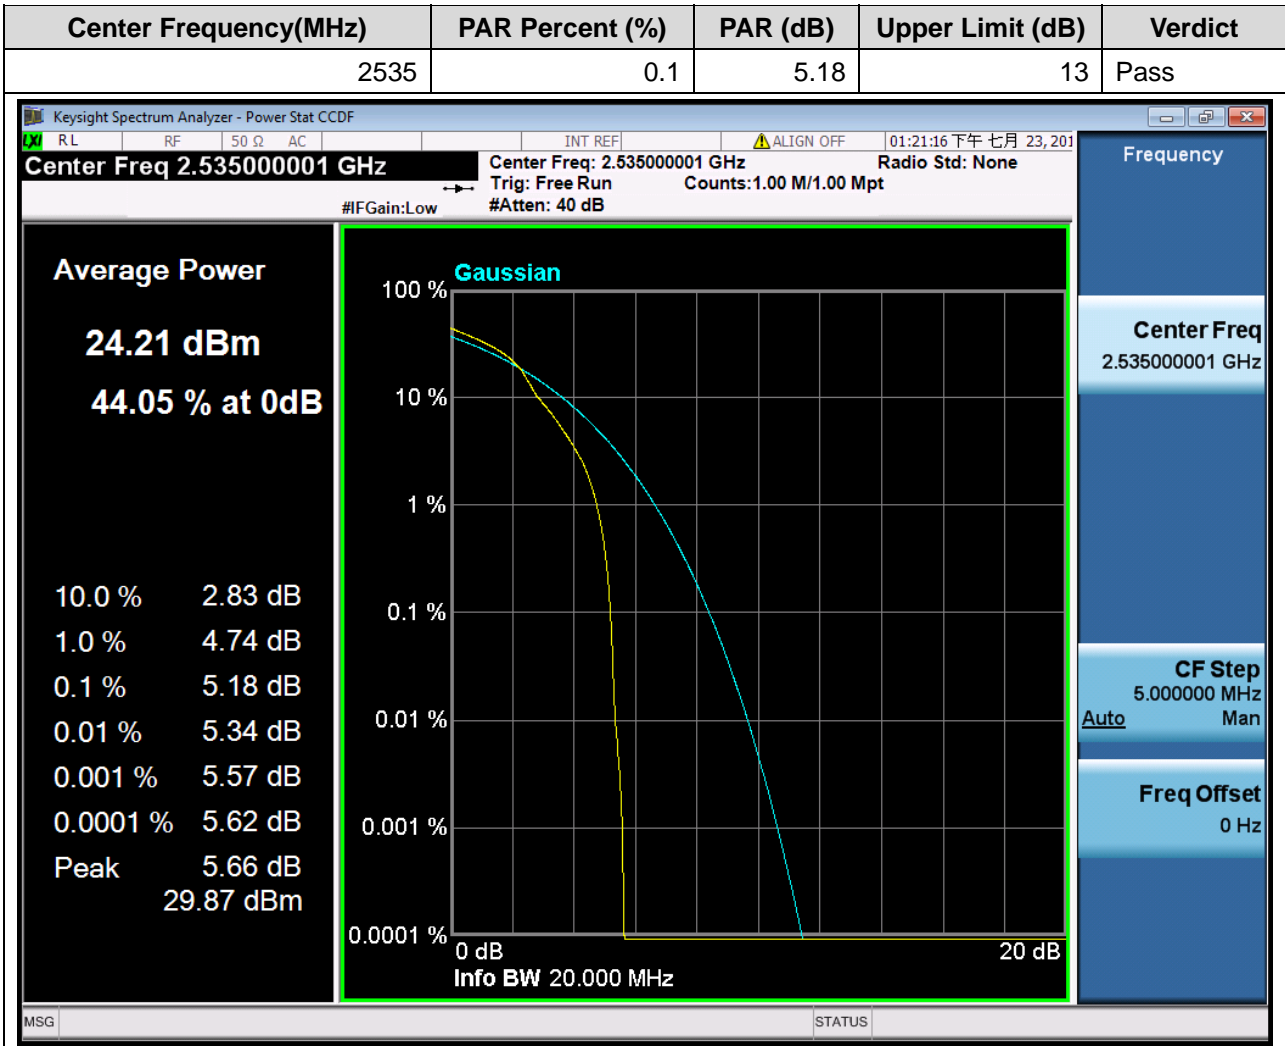 Center Frequency(MHz) PAR Percent (%) PAR (dB) Upper Limit (dB) Verdict
2535 0.1 5.18 13 Pass
Keysight Spectrum Analyzer - Power Stat CCDF
LXI RL RF 50 Ω AC INT REF ALIGN OFF 01:21:16 下午 七月 23, 201
Center Freq 2.535000001 GHz
Center Freq: 2.535000001 GHz Radio Std: None
Trig: Free Run Counts:1.00 M/1.00 Mpt
#IFGain:Low #Atten: 40 dB
Frequency
Average Power
24.21 dBm
44.05 % at 0dB
10.0 % 2.83 dB
1.0 % 4.74 dB
0.1 % 5.18 dB
0.01 % 5.34 dB
0.001 % 5.57 dB
0.0001 % 5.62 dB
Peak 5.66 dB
29.87 dBm
Gaussian
100 %
10 %
1 %
0.1 %
0.01 %
0.001 %
0.0001 %
0 dB 20 dB
Info BW 20.000 MHz
Center Freq
2.535000001 GHz
CF Step
5.000000 MHz
Auto Man
Freq Offset
0 Hz
MSG STATUS